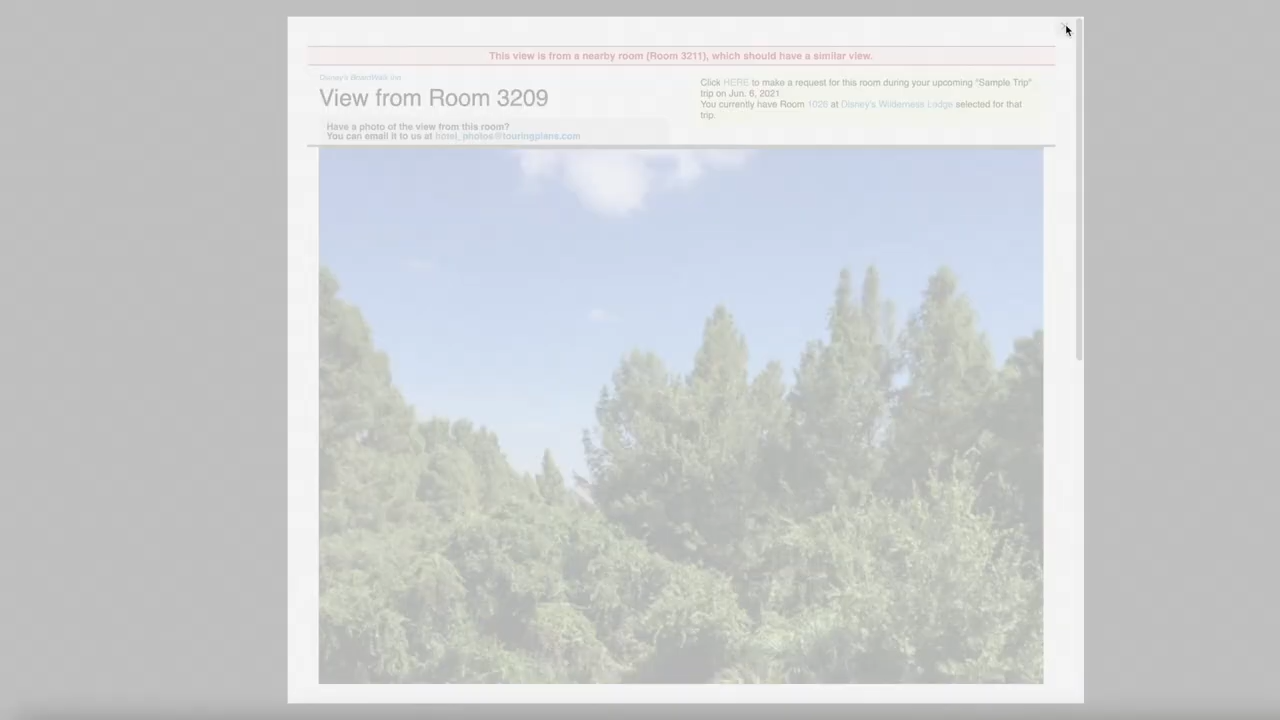 This view is from a nearby room (Room 3211), which should have a similar view.
Disney's BoardWalk Inn
View from Room 3209
Have a photo of the view from this room?
You can email it to us at hotel_photos@touringplans.com
Click HERE to make a request for this room during your upcoming "Sample Trip"
trip on Jun. 6, 2021
You currently have Room 1026 at Disney's Wilderness Lodge selected for that
trip.